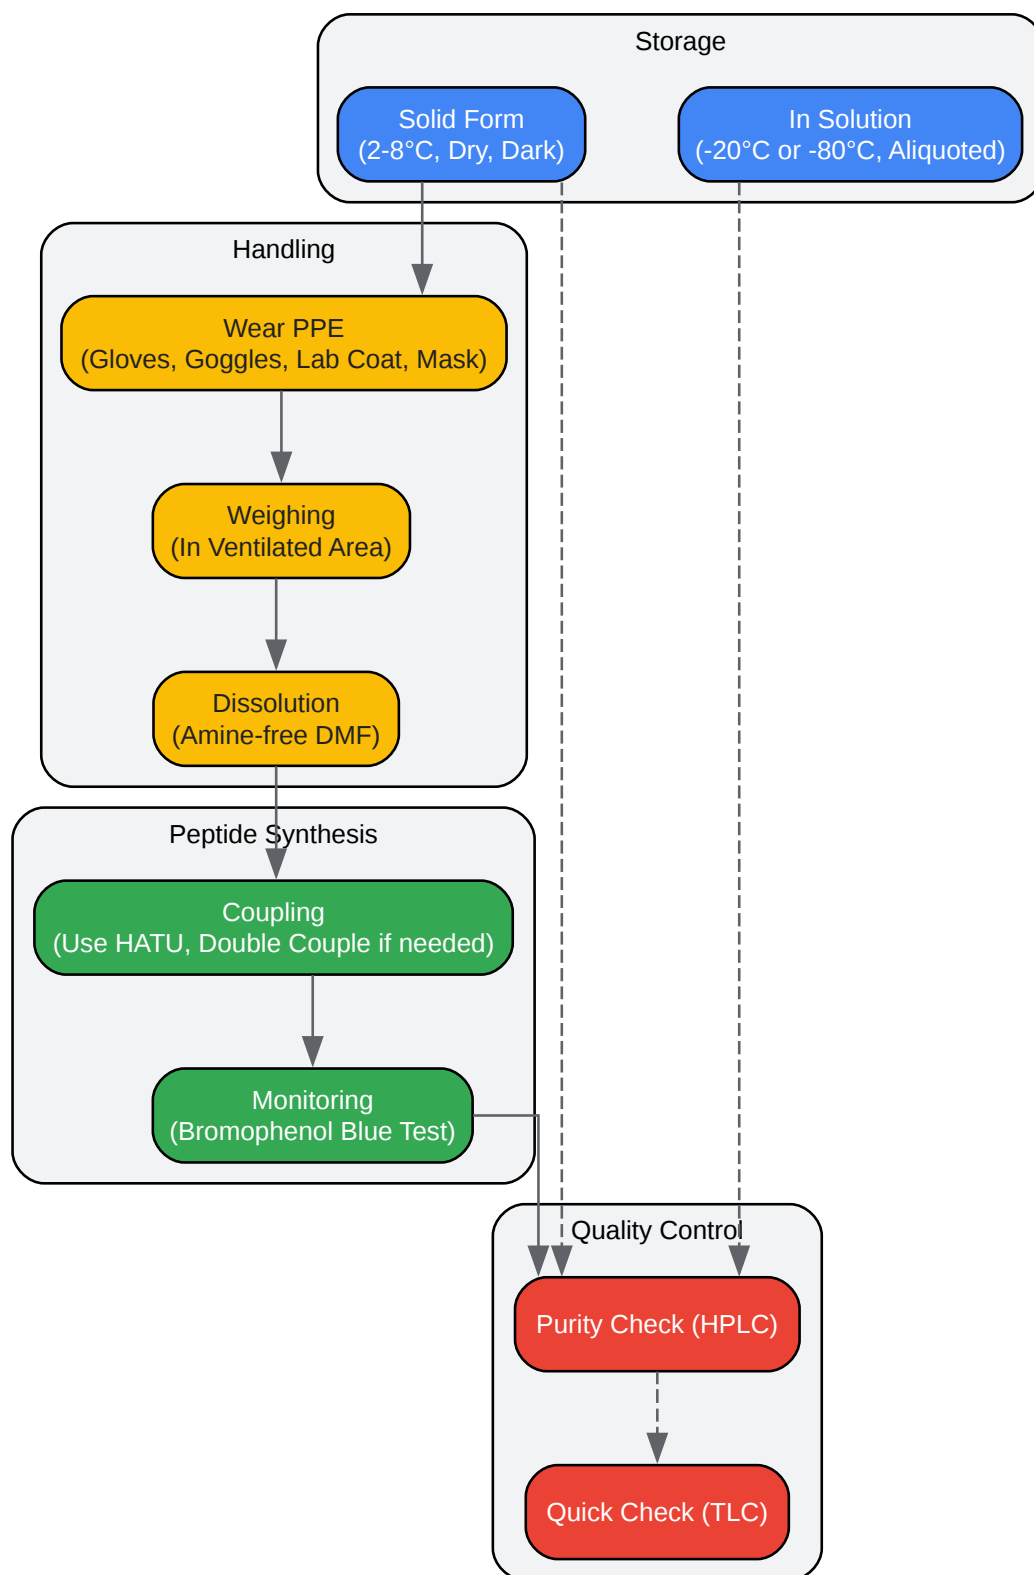 Storage
Solid Form
(2-8°C, Dry, Dark)
In Solution
(-20°C or -80°C, Aliquoted)
Handling
Wear PPE
(Gloves, Goggles, Lab Coat, Mask)
Weighing
(In Ventilated Area)
Dissolution
(Amine-free DMF)
Peptide Synthesis
Coupling
(Use HATU, Double Couple if needed)
Monitoring
(Bromophenol Blue Test)
Quality Control
Purity Check (HPLC)
Quick Check (TLC)